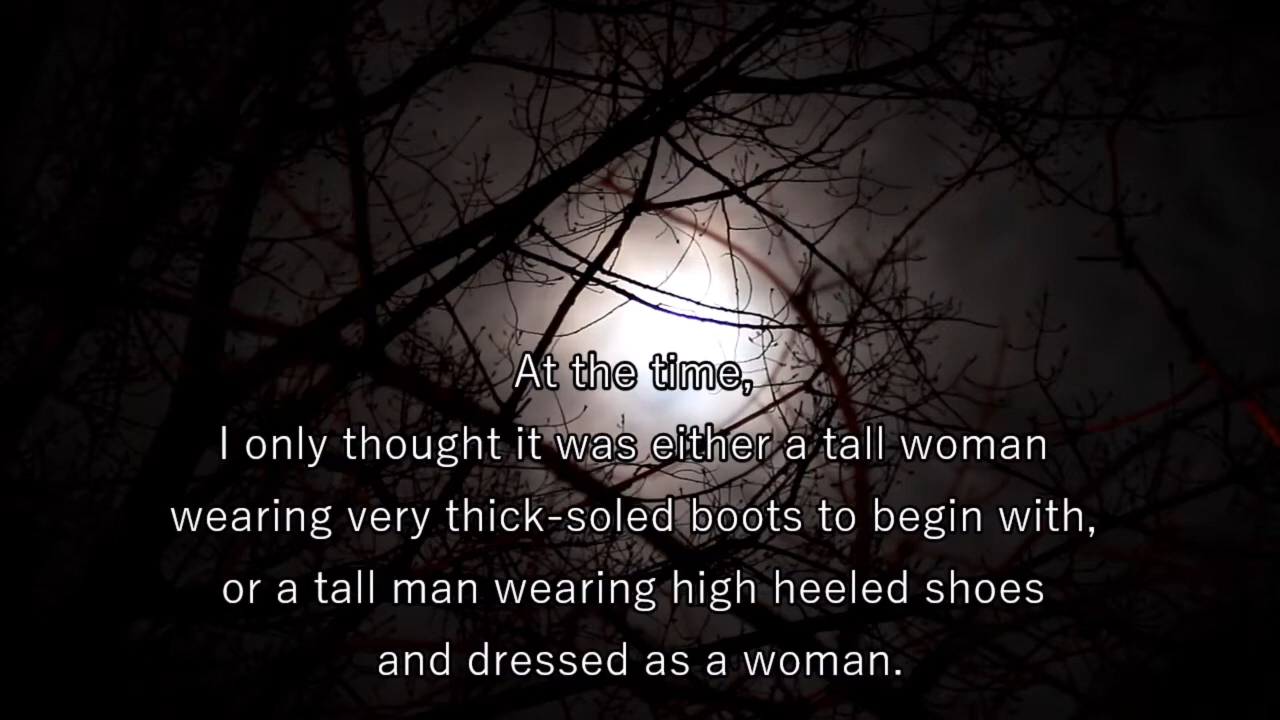 At the time,
I only thought it was either a tall woman
wearing very thick-soled boots to begin with,
or a tall man wearing high heeled shoes
and dressed as a woman.